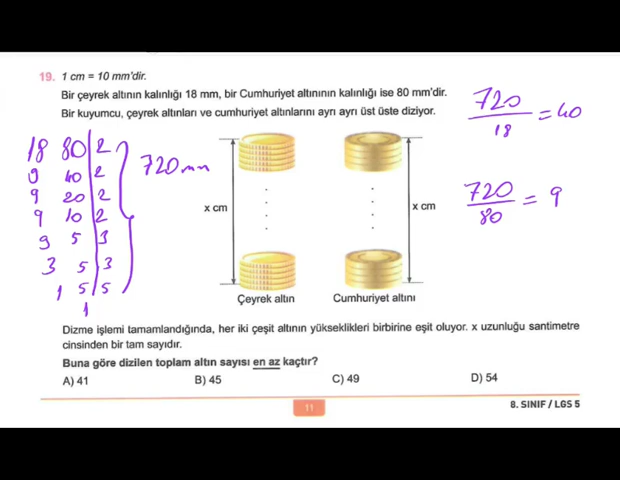 19. 1 cm = 10 mm'dir.
Bir çeyrek altının kalınlığı 18 mm, bir Cumhuriyet altınının kalınlığı ise 80 mm'dir.
Bir kuyumcu, çeyrek altınları ve cumhuriyet altınlarını ayrı ayrı üst üste diziyor.
720
18
= 40
18 80 2
9 40 2
9 20 2
9 10 2
9 5 3
3 5 3
1 5 5
1
720 mm
x cm
x cm
720
80
= 9
Çeyrek altın
Cumhuriyet altını
Dizme işlemi tamamlandığında, her iki çeşit altının yükseklikleri birbirine eşit oluyor. x uzunluğu santimetre
cinsinden bir tam sayıdır.
Buna göre dizilen toplam altın sayısı en az kaçtır?
A) 41
B) 45
C) 49
D) 54
11
8. SINIF / LGS 5